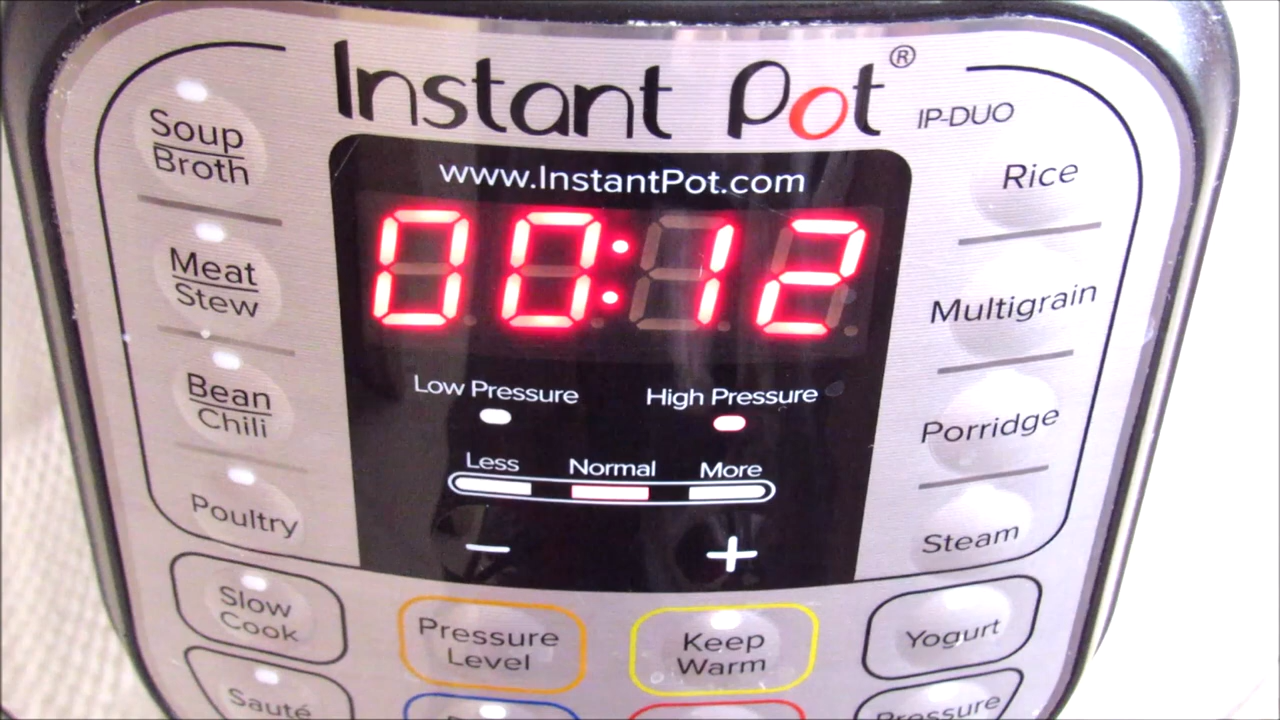 Instant Pot®
IP-DUO
www.InstantPot.com
00:12
Low Pressure
High Pressure
Less
Normal
More
−
+
Soup
Broth
Meat
Stew
Bean
Chili
Poultry
Slow
Cook
Sauté
Rice
Multigrain
Porridge
Steam
Yogurt
Pressure
Pressure
Level
Keep
Warm